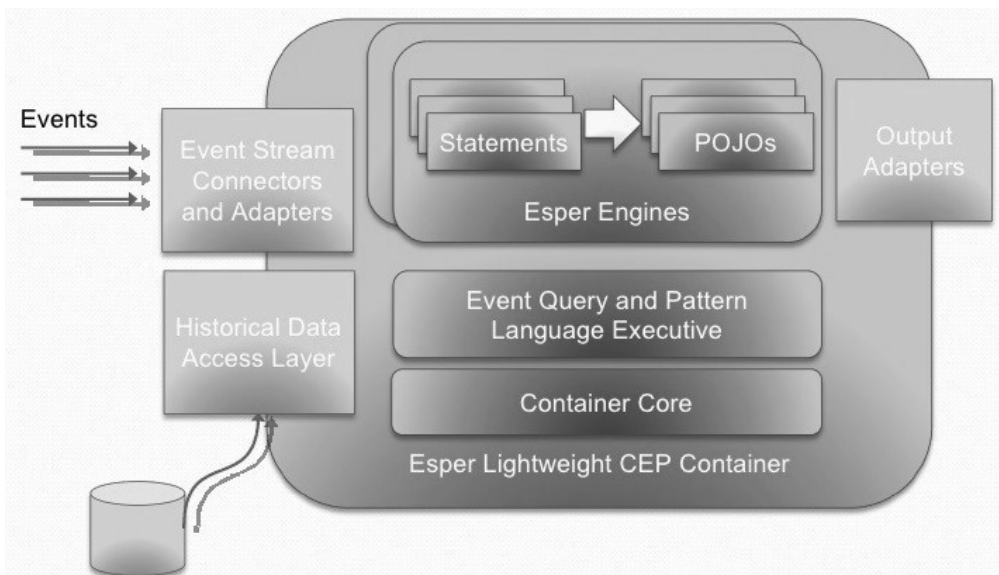 Events
Event Stream
Connectors
and Adapters
Statements
POJOs
Esper Engines
Output
Adapters
Historical Data
Access Layer
Event Query and Pattern
Language Executive
Container Core
Esper Lightweight CEP Container